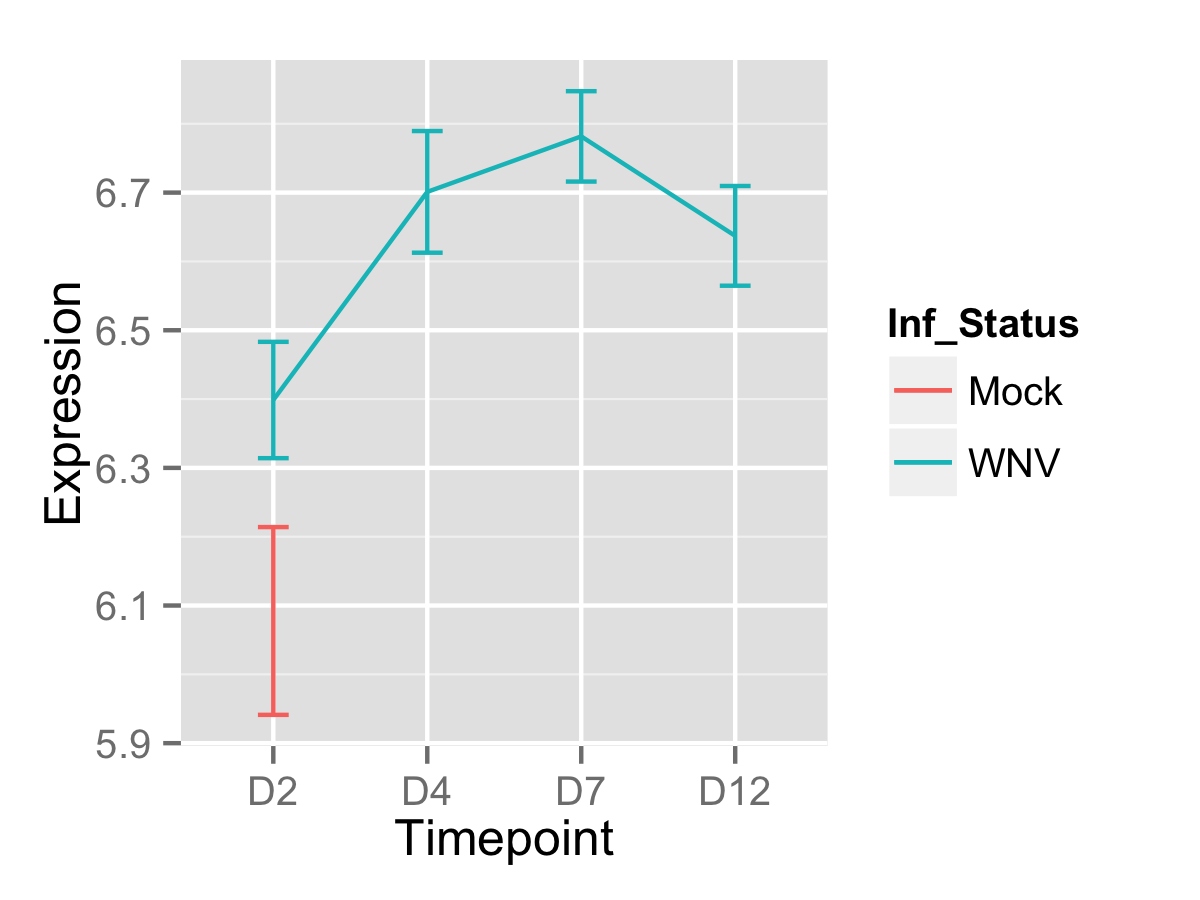 6.7
6.5
6.3
6.1
5.9
Expression
D2 D4 D7 D12
Timepoint
Inf_Status
Mock
WNV